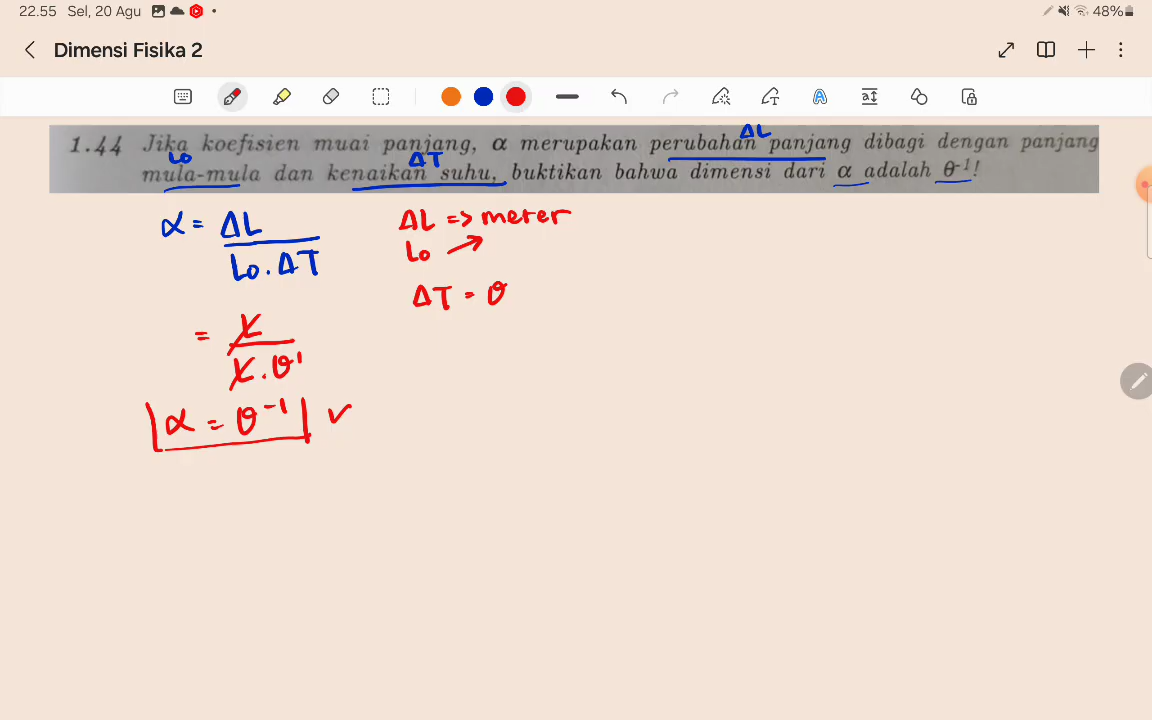 22.55 Sel, 20 Agu
48%
Dimensi Fisika 2
1.44 Jika koefisien muai panjang, α merupakan perubahan panjang dibagi dengan panjang
mula-mula dan kenaikan suhu, buktikan bahwa dimensi dari α adalah θ⁻¹!
ΔL
Lo
ΔT
α = ΔL
Lo . ΔT
ΔL => meter
Lo
ΔT = θ
= L
L . θ¹
α = θ⁻¹ ✓